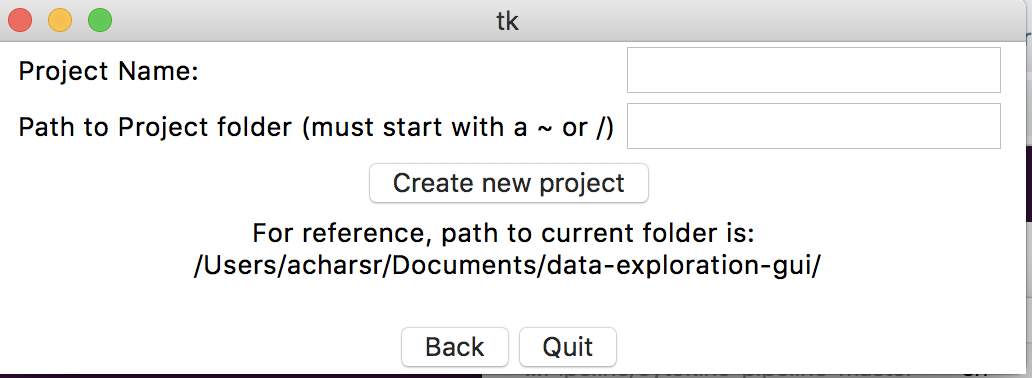 tk
Project Name:
Path to Project folder (must start with a ~ or /)
Create new project
For reference, path to current folder is:
/Users/acharsr/Documents/data-exploration-gui/
Back Quit